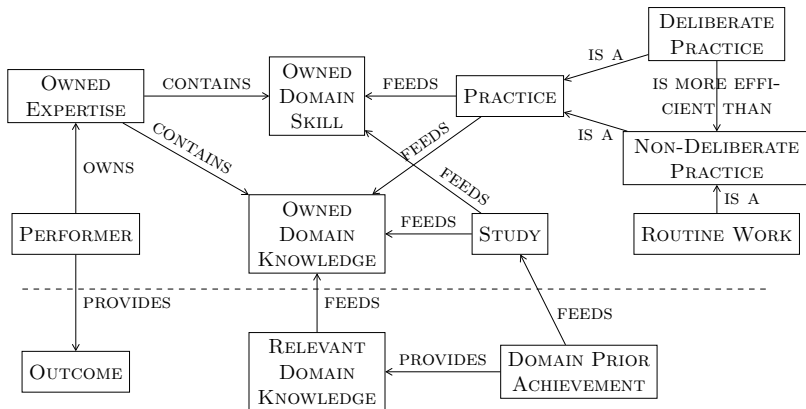 DELIBERATE
PRACTICE
OWNED
DOMAIN
SKILL
IS A
OWNED
EXPERTISE
CONTAINS
FEEDS
PRACTICE
IS MORE EFFI-
CIENT THAN
CONTAINS
FEEDS
IS A
NON-DELIBERATE
PRACTICE
OWNS
FEEDS
IS A
OWNED
DOMAIN
KNOWLEDGE
PERFORMER
FEEDS
STUDY
ROUTINE WORK
PROVIDES
FEEDS
FEEDS
RELEVANT
DOMAIN
KNOWLEDGE
OUTCOME
PROVIDES
DOMAIN PRIOR
ACHIEVEMENT